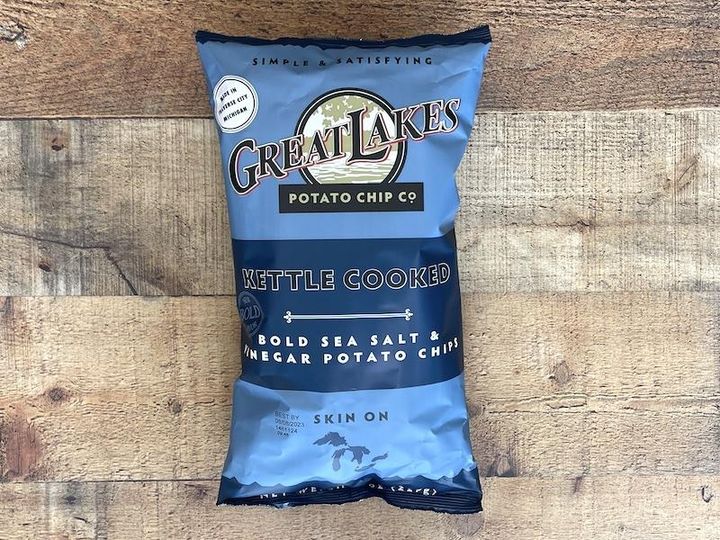 SIMPLE & SATISFYING
MADE IN
TRAVERSE CITY
MICHIGAN
GREAT LAKES
POTATO CHIP CO
KETTLE COOKED
BOLD
BOLD SEA SALT &
VINEGAR POTATO CHIPS
SKIN ON
BEST BY
NET